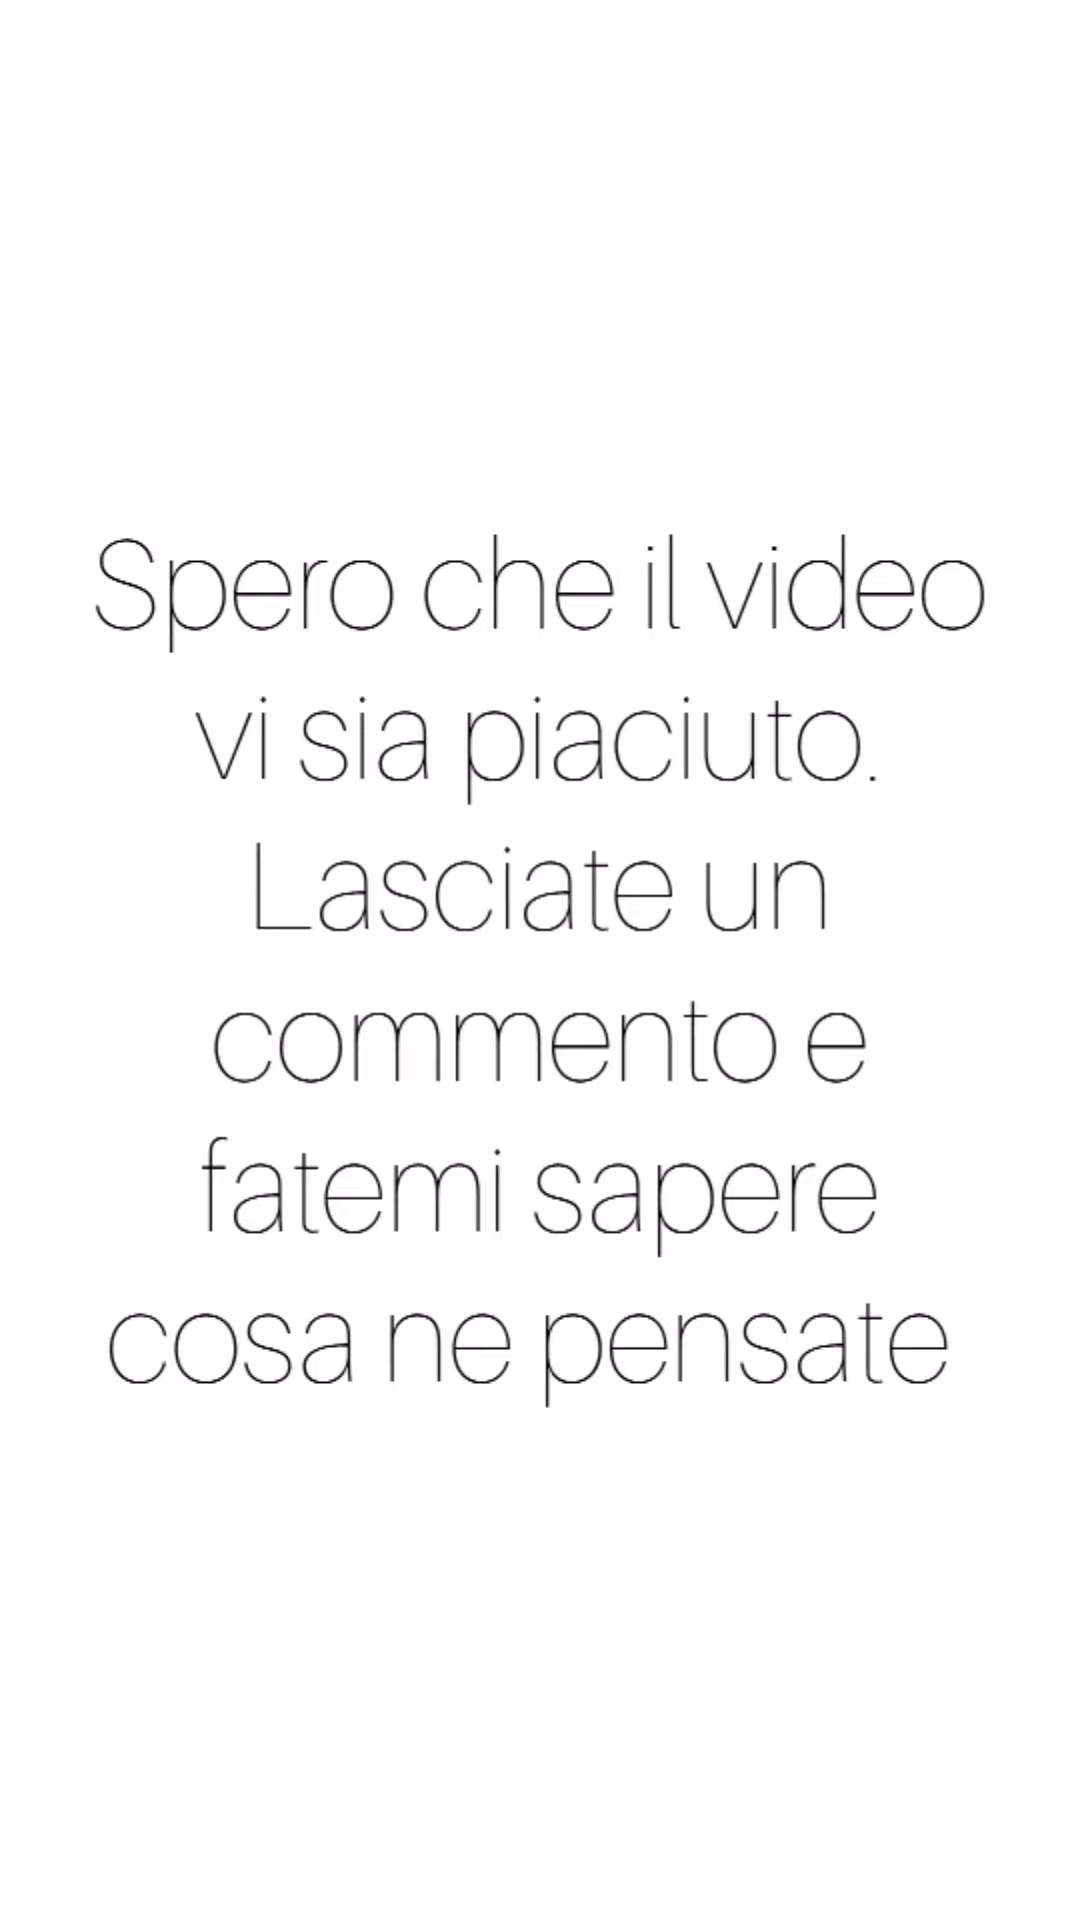 Spero che il video
vi sia piaciuto.
Lasciate un
commento e
fatemi sapere
cosa ne pensate